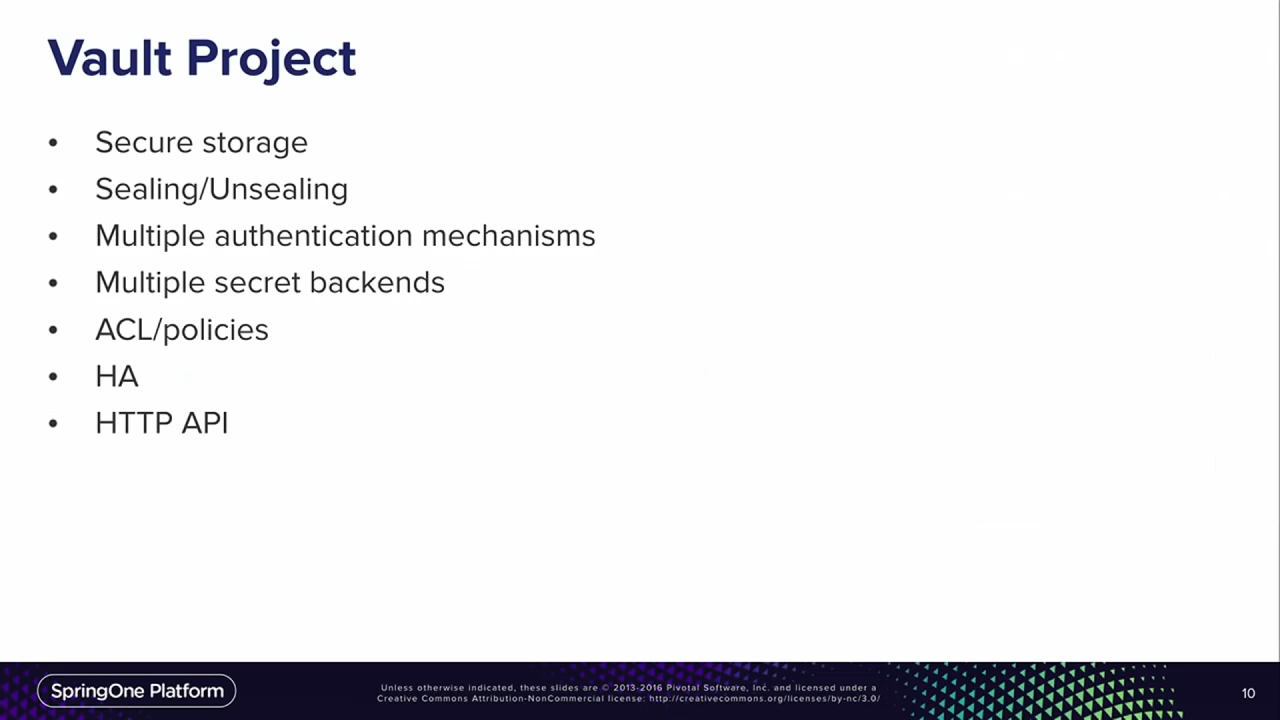 Vault Project
• Secure storage
• Sealing/Unsealing
• Multiple authentication mechanisms
• Multiple secret backends
• ACL/policies
• HA
• HTTP API
SpringOne Platform
Unless otherwise indicated, these slides are © 2013-2016 Pivotal Software, Inc. and licensed under a
Creative Commons Attribution-NonCommercial license: http://creativecommons.org/licenses/by-nc/3.0/
10